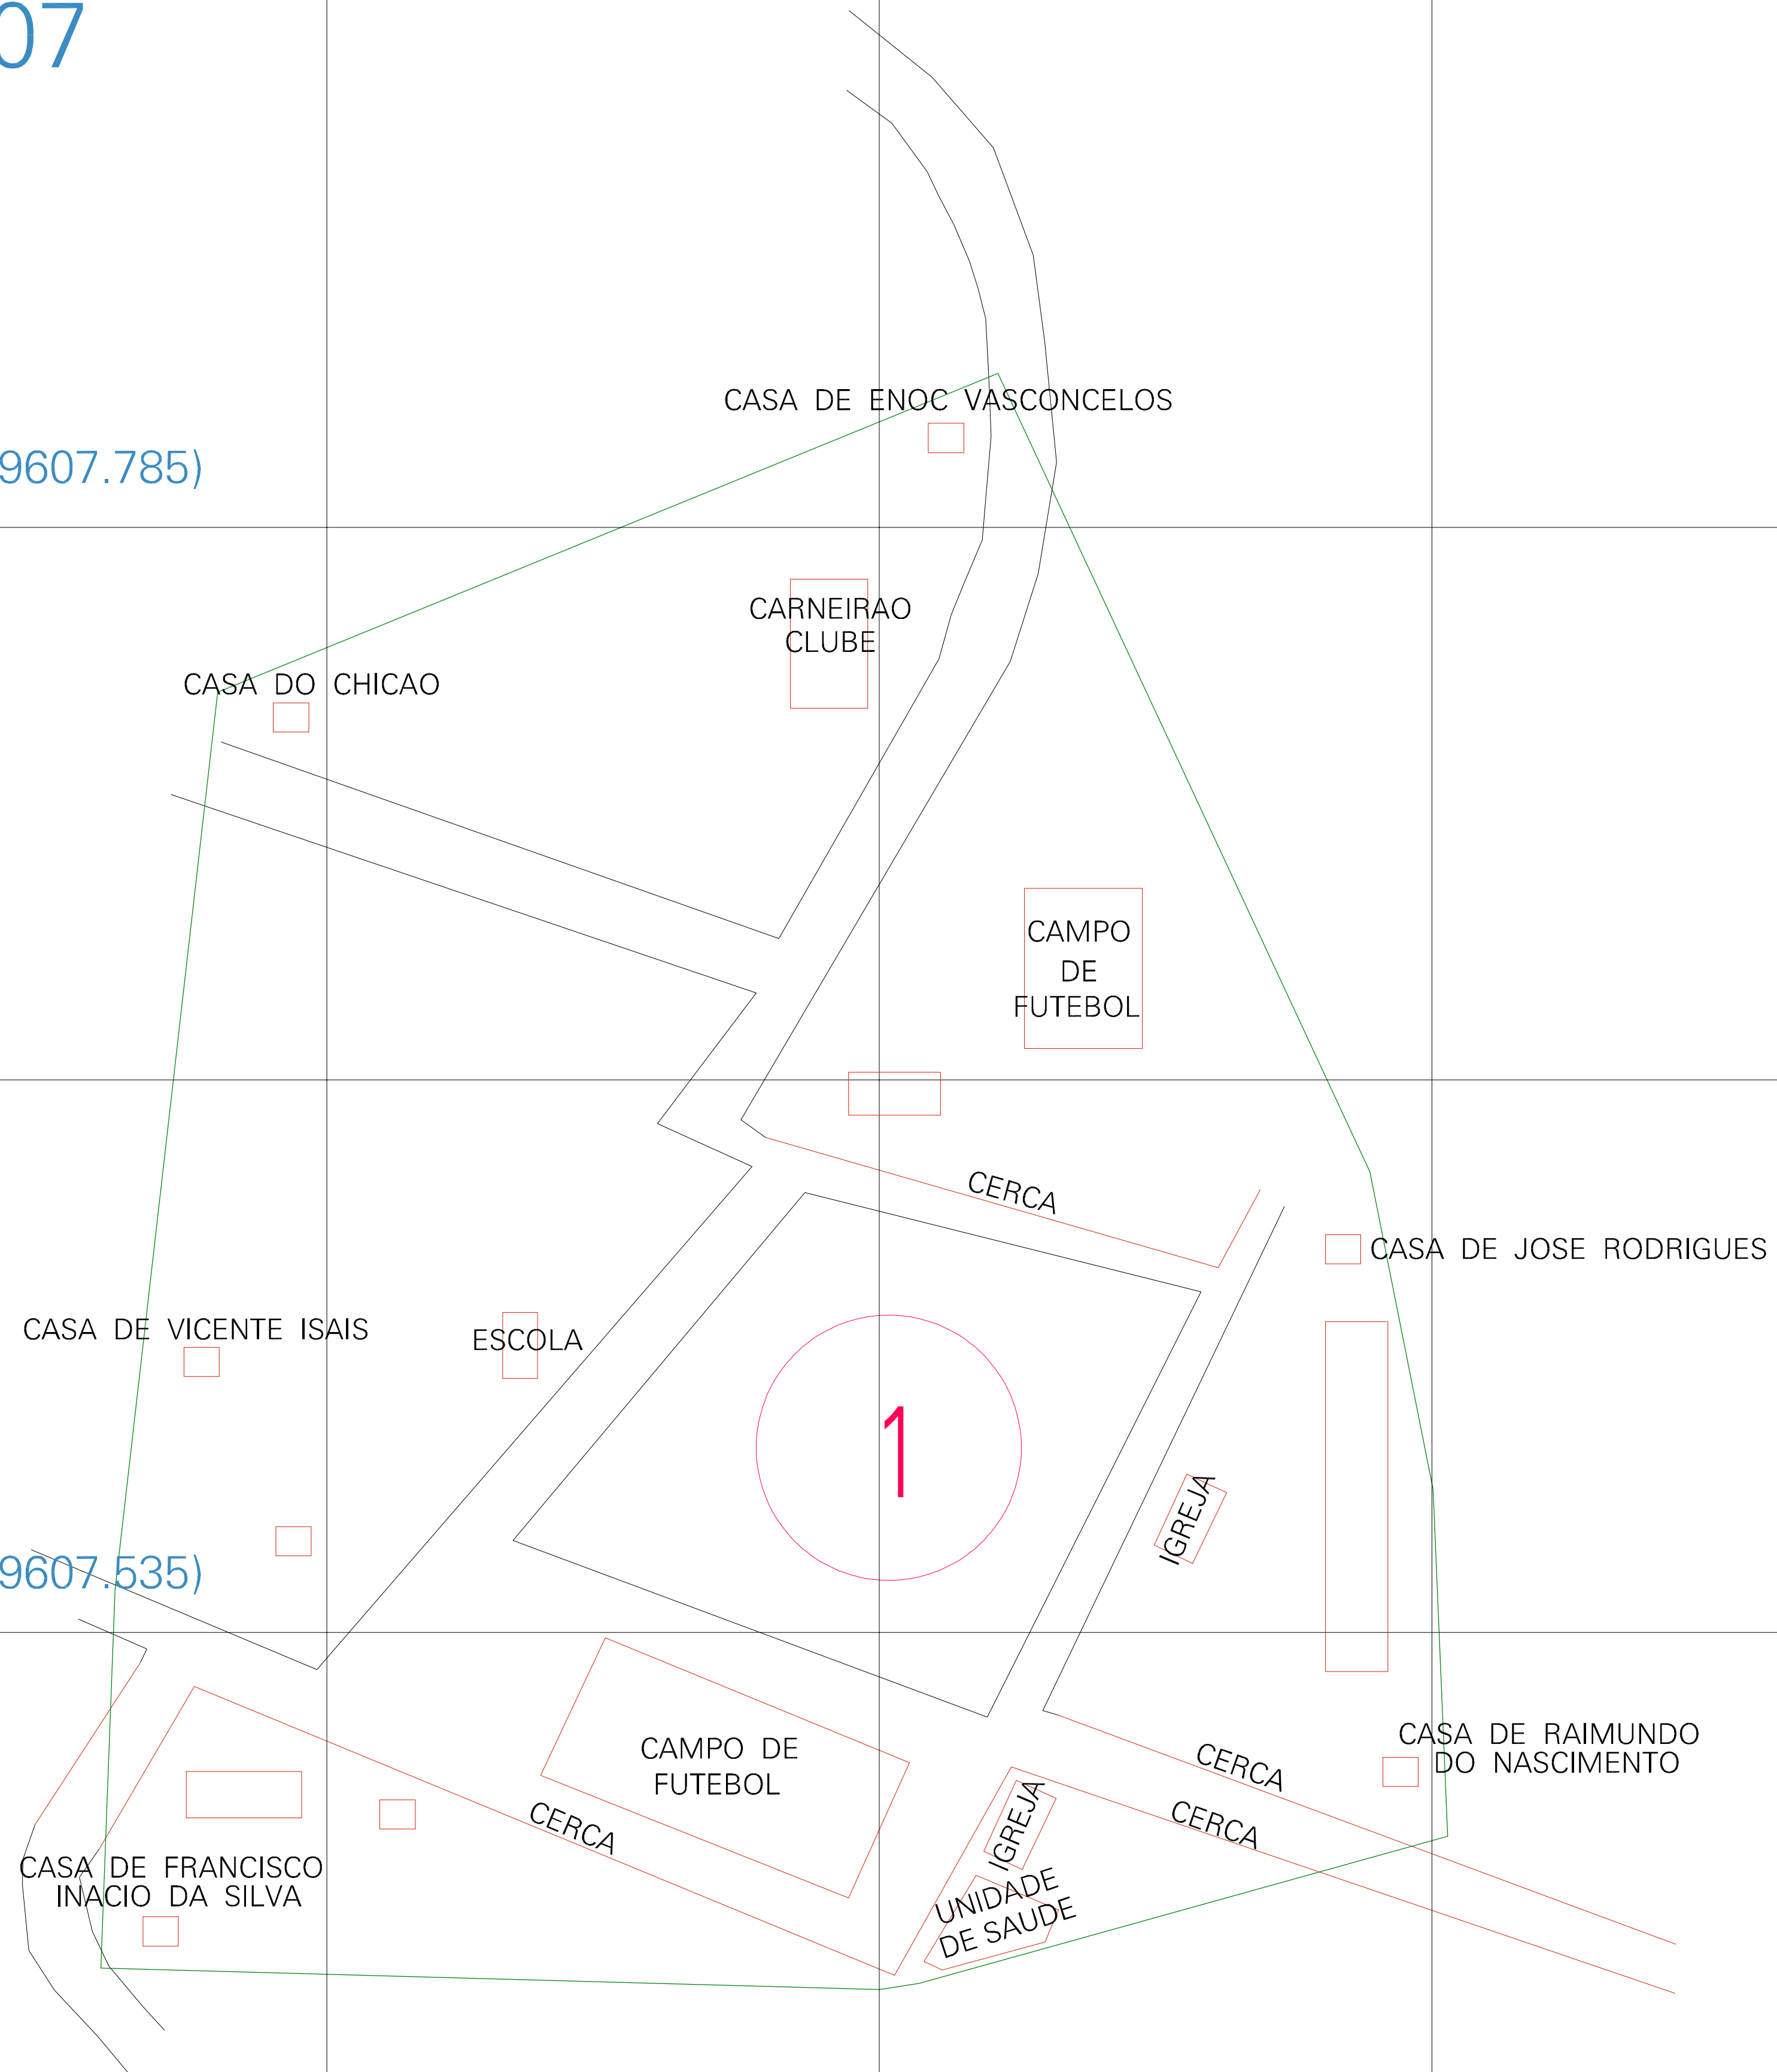 07
CASA DE ENOC VASCONCELOS
9607.785)
CARNEIRAO
CLUBE
CASA DO CHICAO
CAMPO
DE
FUTEBOL
CERCA
CASA DE JOSE RODRIGUES
CASA DE VICENTE ISAIS
ESCOLA
1
IGREJA
9607.535)
CASA DE RAIMUNDO
DO NASCIMENTO
CAMPO DE
FUTEBOL
CERCA
CERCA
CERCA
IGREJA
CASA DE FRANCISCO
INACIO DA SILVA
UNIDADE
DE SAUDE